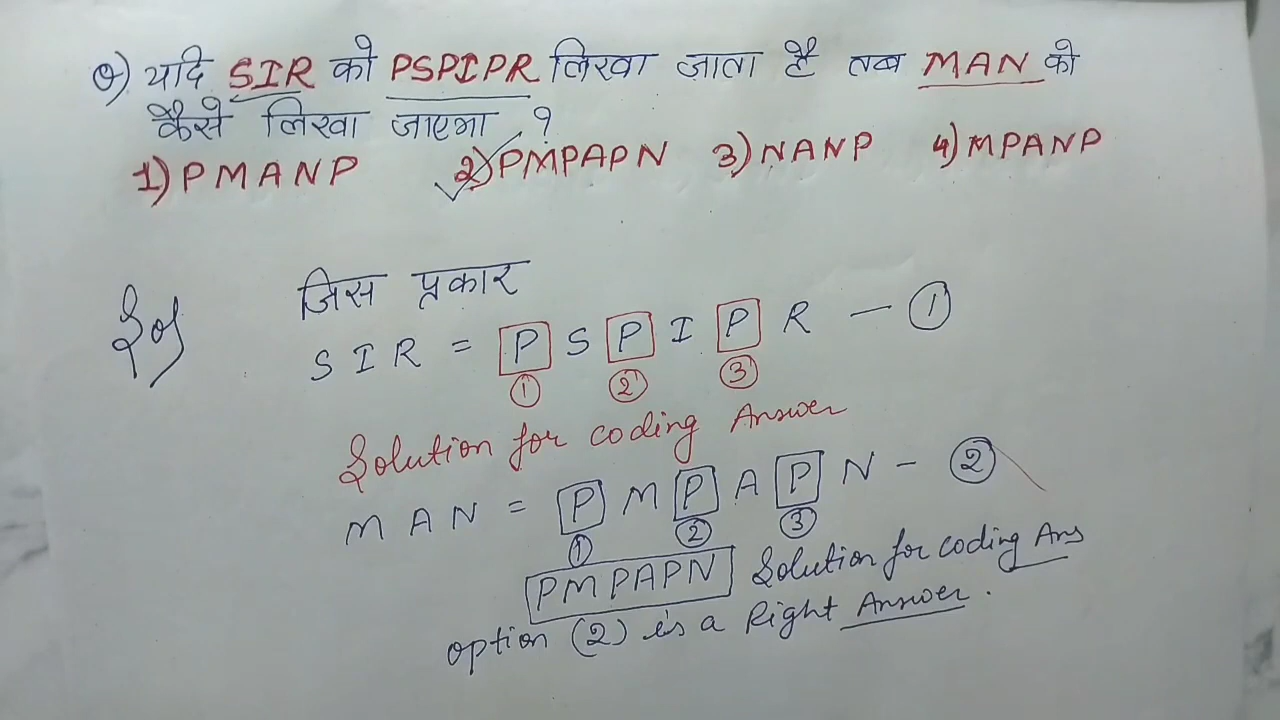 Q) यदि SIR को PSPIPR लिखा जाता है तब MAN को
कैसे लिखा जाएगा ?
1) PMANP 2) PMPAPN 3) NANP 4) MPANP
जिस प्रकार
Sol
SIR = P S P I P R — 1
1 2 3
Solution for coding Answer
MAN = P M P A P N - 2
1 2 3
PMPAPN Solution for coding Ans
option (2) is a Right Answer.